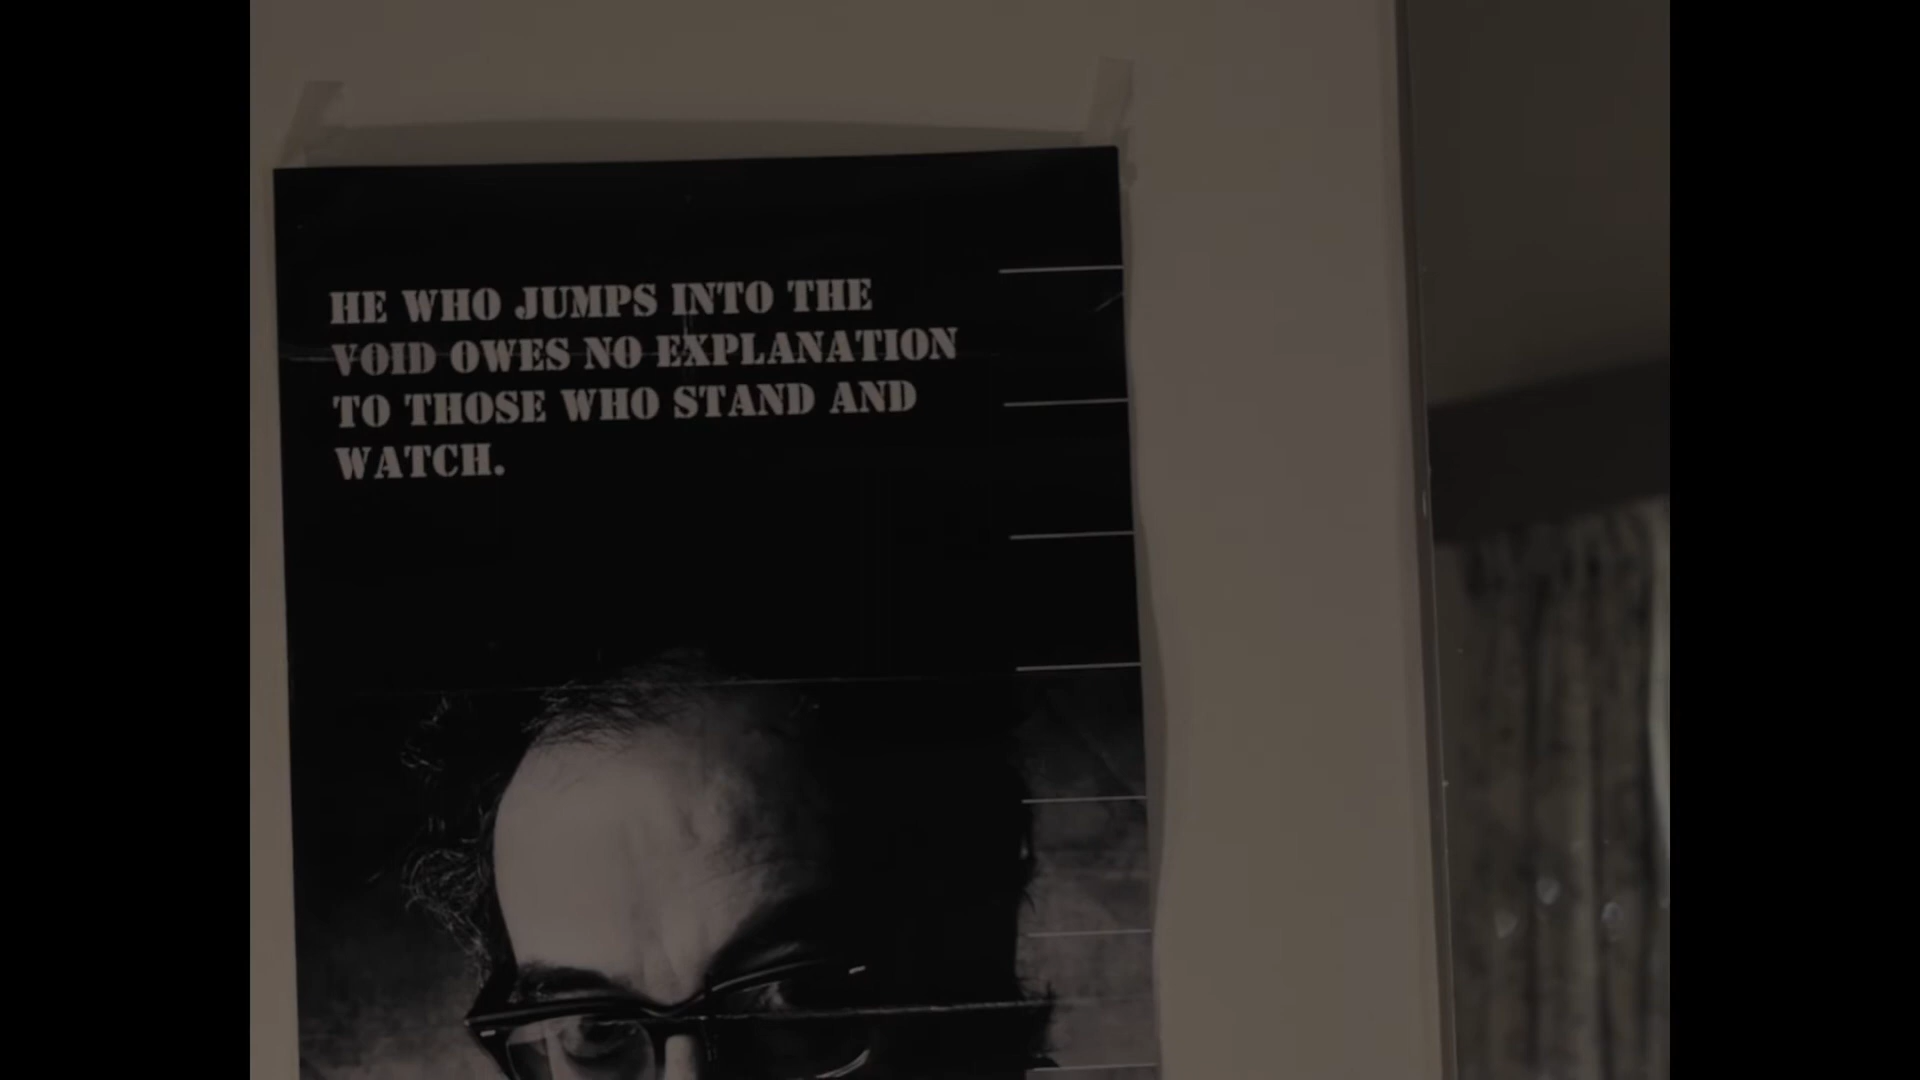 HE WHO JUMPS INTO THE
VOID OWES NO EXPLANATION
TO THOSE WHO STAND AND
WATCH.